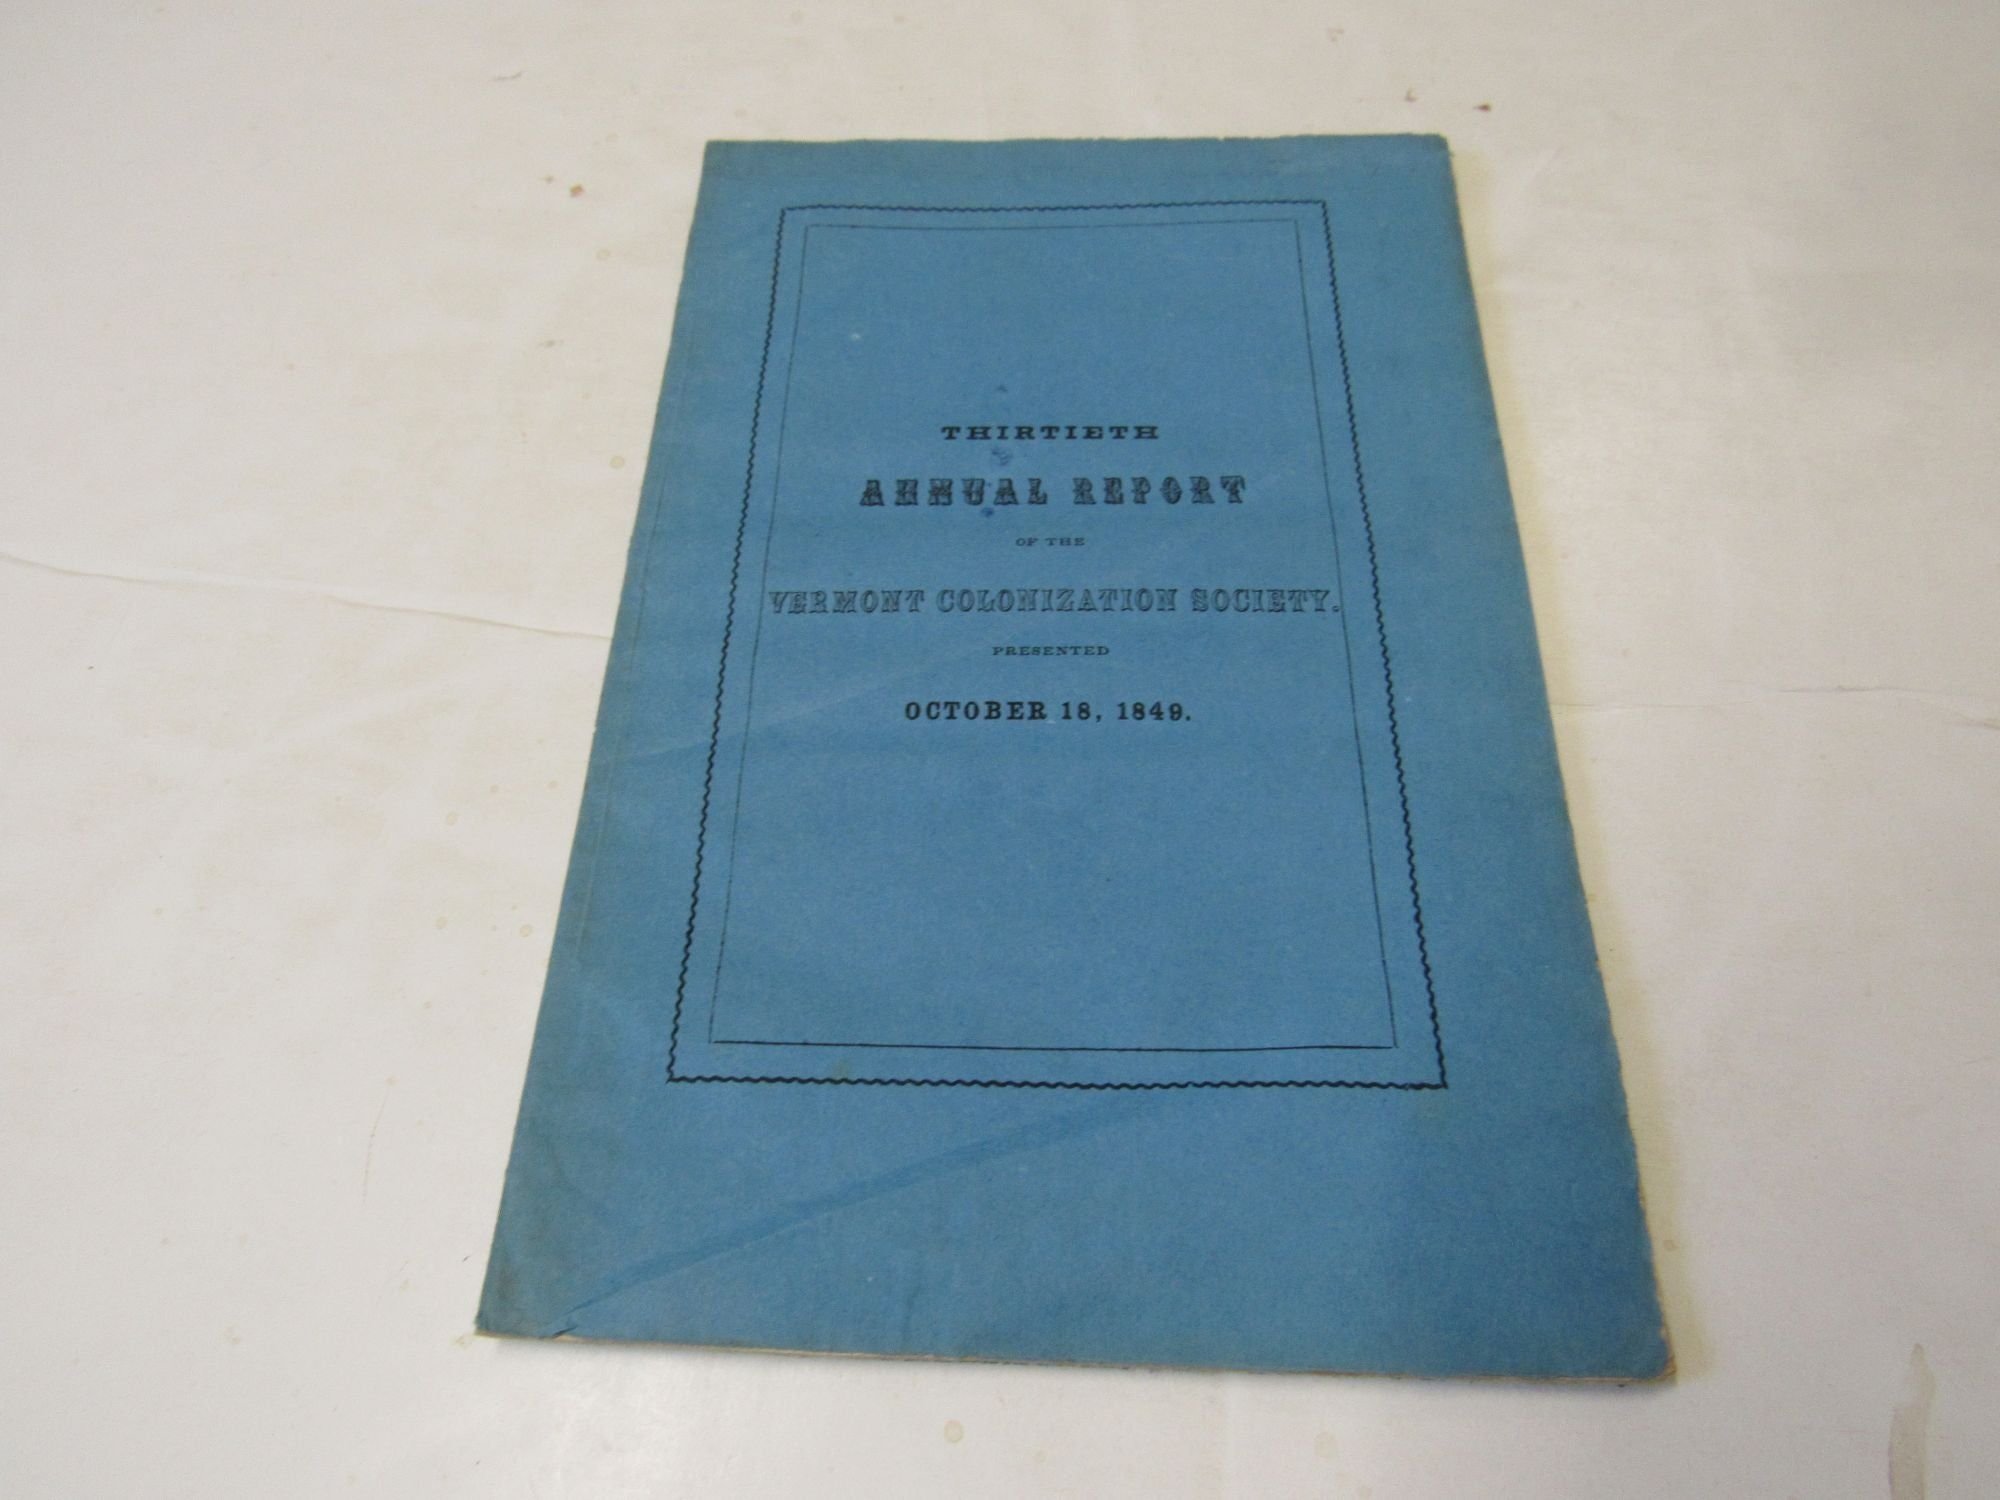 THIRTIETH
ANNUAL REPORT
OF THE
VERMONT COLONIZATION SOCIETY.
PRESENTED
OCTOBER 18, 1849.